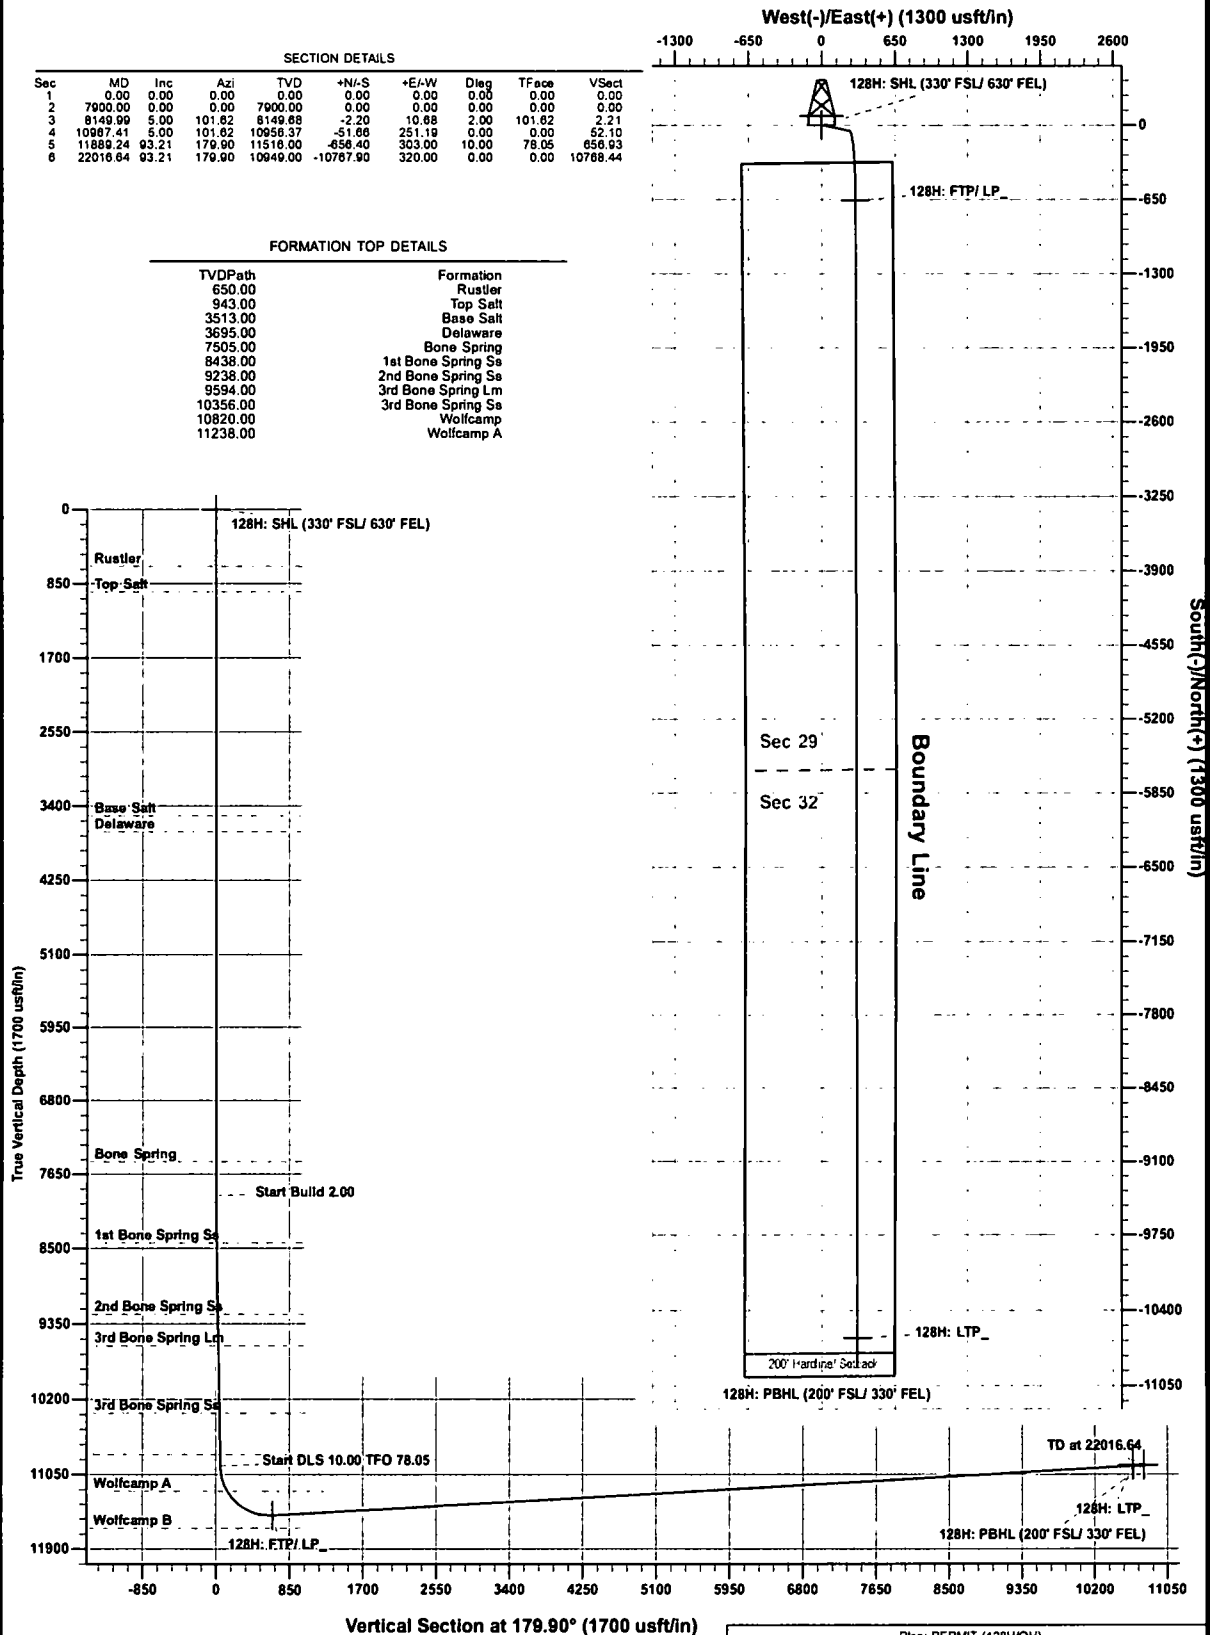 West(-)/East(+) (1300 usft/in)
-1300 -650 0 650 1300 1950 2600
SECTION DETAILS
Sec MD Inc Azi TVD +N/-S +E/-W Dleg TFace VSect
1 0.00 0.00 0.00 0.00 0.00 0.00 0.00 0.00 0.00
2 7900.00 0.00 0.00 7900.00 0.00 0.00 0.00 0.00 0.00
3 8149.99 5.00 101.62 8149.68 -2.20 10.68 2.00 101.62 2.21
4 10987.41 5.00 101.62 10956.37 -51.66 251.19 0.00 0.00 52.10
5 11889.24 93.21 179.90 11516.00 -656.40 303.00 10.00 78.05 656.93
6 22016.64 93.21 179.90 10949.00 -10767.90 320.00 0.00 0.00 10768.44
128H: SHL (330' FSL/ 630' FEL)
128H: FTP/ LP_
FORMATION TOP DETAILS
TVDPath Formation
650.00 Rustler
943.00 Top Salt
3513.00 Base Salt
3695.00 Delaware
7505.00 Bone Spring
8438.00 1st Bone Spring Ss
9238.00 2nd Bone Spring Ss
9594.00 3rd Bone Spring Lm
10356.00 3rd Bone Spring Ss
10820.00 Wolfcamp
11238.00 Wolfcamp A
0
-650
-1300
-1950
-2600
-3250
-3900
-4550
-5200
-5850
-6500
-7150
-7800
-8450
-9100
-9750
-10400
-11050
South(-)/North(+) (1300 usft/in)
Sec 29
Sec 32
Boundary Line
128H: LTP_
200' Hardline Setback
128H: PBHL (200' FSL/ 330' FEL)
True Vertical Depth (1700 usft/in)
0
850
1700
2550
3400
4250
5100
5950
6800
7650
8500
9350
10200
11050
11900
128H: SHL (330' FSL/ 630' FEL)
Rustler
Top Salt
Base Salt
Delaware
Bone Spring
Start Build 2.00
1st Bone Spring Ss
2nd Bone Spring Ss
3rd Bone Spring Lm
3rd Bone Spring Ss
Start DLS 10.00 TFO 78.05
Wolfcamp A
Wolfcamp B
128H: FTP/ LP_
TD at 22016.64
128H: LTP_
128H: PBHL (200' FSL/ 330' FEL)
-850 0 850 1700 2550 3400 4250 5100 5950 6800 7650 8500 9350 10200 11050
Vertical Section at 179.90° (1700 usft/in)